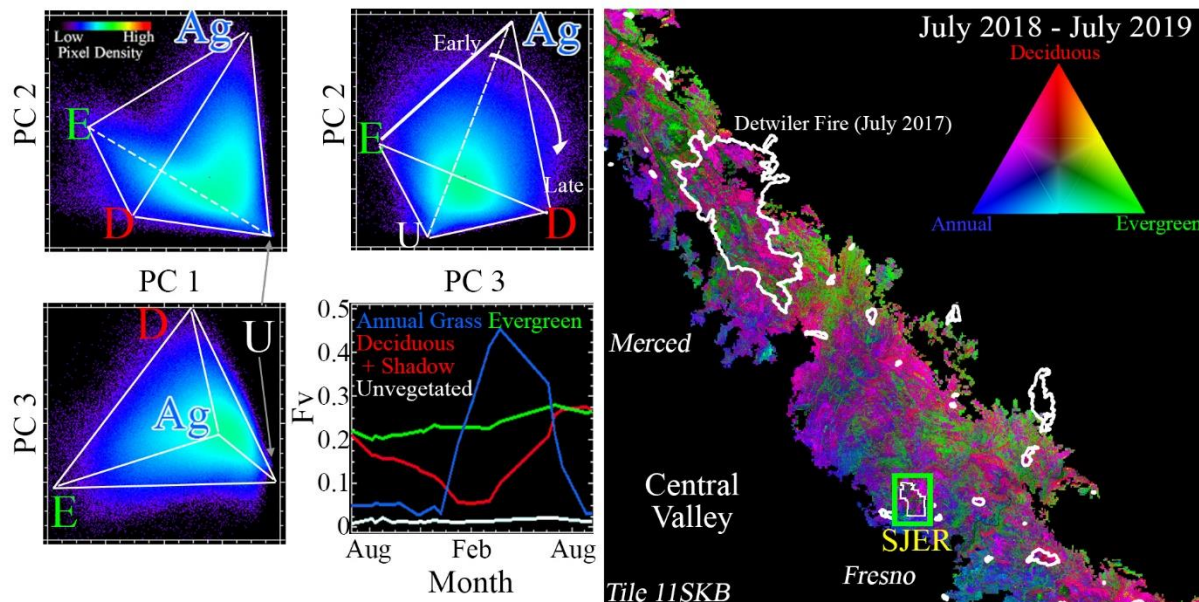 Low High
Pixel Density
Ag
PC 2
E
D
PC 1
Early
Ag
PC 2
E
Late
U
D
PC 3
D
U
PC 3
Ag
E
Annual Grass Evergreen
Deciduous
+ Shadow
Unvegetated
Fv
0.5
0.4
0.3
0.2
0.1
0
Aug Feb Aug
Month
July 2018 - July 2019
Deciduous
Detwiler Fire (July 2017)
Annual Evergreen
Merced
Central
Valley
SJER
Fresno
Tile 11SKB